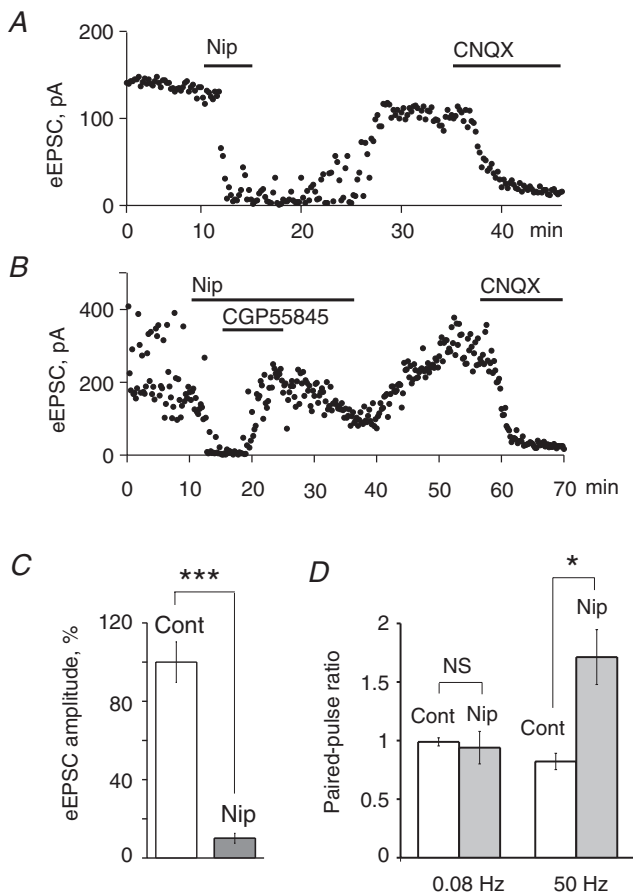 A
eEPSC, pA
200
100
0
Nip
CNQX
0 10 20 30 40 min
B
eEPSC, pA
400
200
0
Nip
CGP55845
CNQX
0 10 20 30 40 50 60 70 min
C
eEPSC amplitude, %
120
80
40
0
***
Cont
Nip
D
Paired-pulse ratio
2
1.5
1
0.5
0
NS
Cont Nip
*
Cont
Nip
0.08 Hz 50 Hz